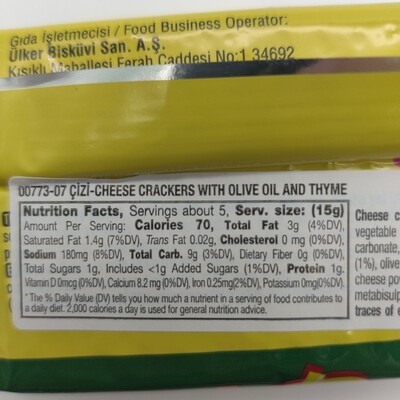 Gıda İşletmecisi / Food Business Operator:
Ülker Bisküvi San. A.Ş.
Kısıklı Mahallesi Ferah Caddesi No:1 34692
00773-07 ÇİZİ-CHEESE CRACKERS WITH OLIVE OIL AND THYME
Nutrition Facts, Servings about 5, Serv. size: (15g)
Amount Per Serving: Calories 70, Total Fat 3g (4%DV),
Saturated Fat 1.4g (7%DV), Trans Fat 0.02g, Cholesterol 0 mg (0%DV),
Sodium 180mg (8%DV), Total Carb. 9g (3%DV), Dietary Fiber 0g (0%DV),
Total Sugars 1g, Includes <1g Added Sugars (1%DV), Protein 1g.
Vitamin D 0mcg (0%DV), Calcium 8.2 mg (0%DV), Iron 0.25mg(2%DV), Potassium 0mg(0%DV).
*The % Daily Value (DV) tells you how much a nutrient in a serving of food contributes to
a daily diet. 2,000 calories a day is used for general nutrition advice.
Cheese c
vegetable
carbonate,
(1%), olive
cheese pow
metabisulp
traces of e